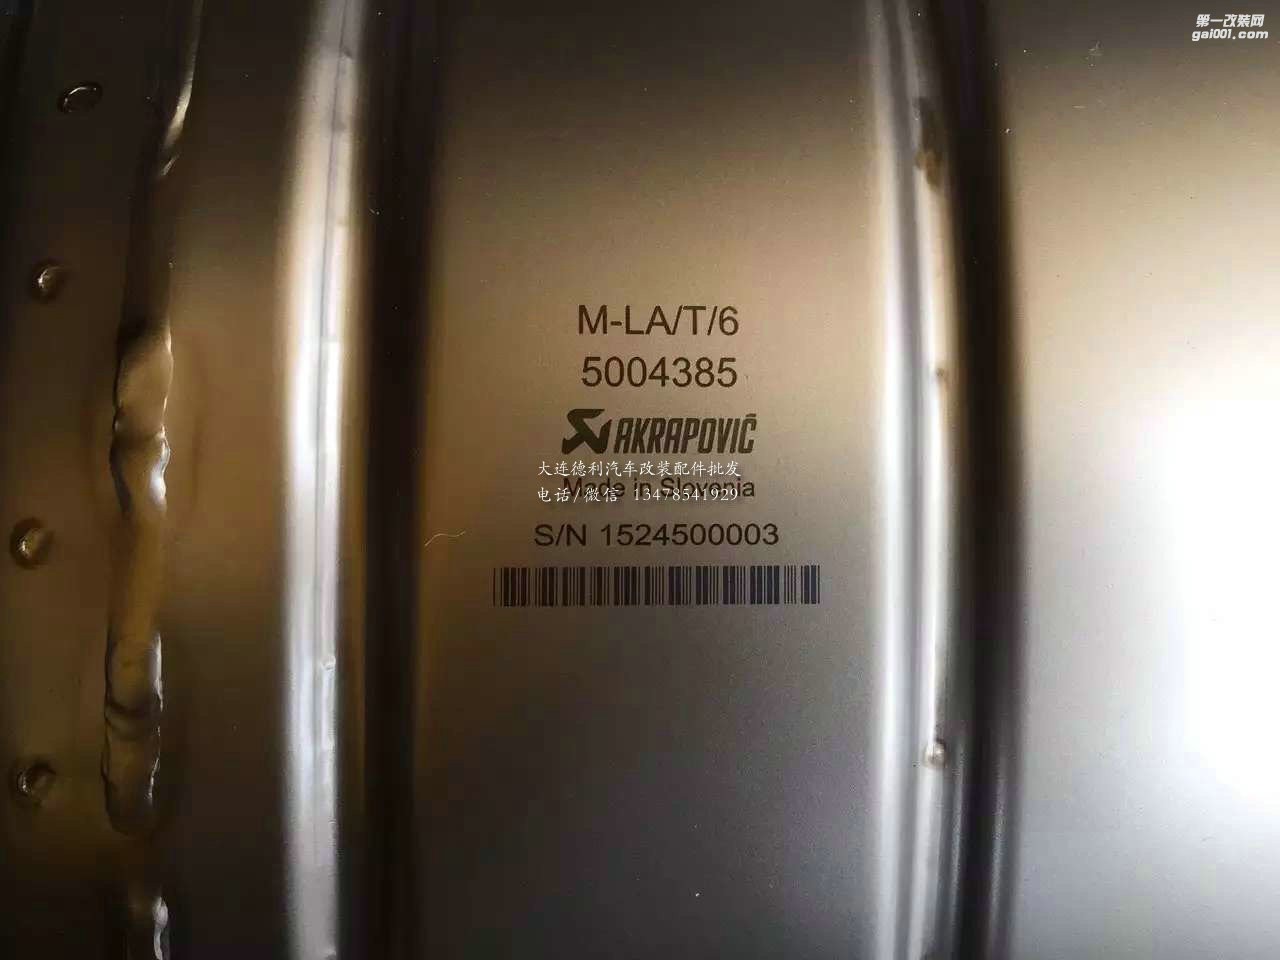 第一改装网
gai001.com
M-LA/T/6
5004385
AKRAPOVIČ
大连德利汽车改装配件批发
Made in Slovenia
电话/微信 13478541929
S/N 1524500003